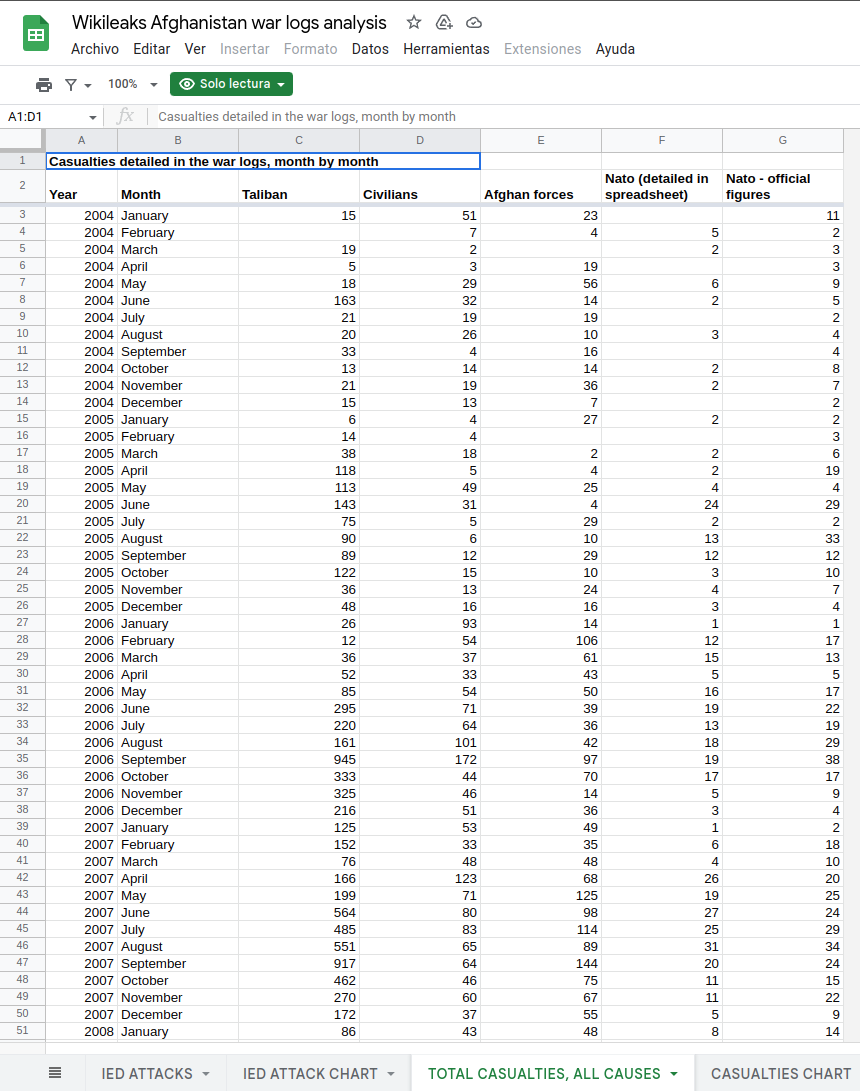 Wikileaks Afghanistan war logs analysis
Archivo Editar Ver Insertar Formato Datos Herramientas Extensiones Ayuda
100% Solo lectura
A1:D1 fx Casualties detailed in the war logs, month by month
A B C D E F G
1 Casualties detailed in the war logs, month by month
2 Year Month Taliban Civilians Afghan forces Nato (detailed in spreadsheet) Nato - official figures
3 2004 January 15 51 23 11
4 2004 February 7 4 5 2
5 2004 March 19 2 2 3
6 2004 April 5 3 19 3
7 2004 May 18 29 56 6 9
8 2004 June 163 32 14 2 5
9 2004 July 21 19 19 2
10 2004 August 20 26 10 3 4
11 2004 September 33 4 16 4
12 2004 October 13 14 14 2 8
13 2004 November 21 19 36 2 7
14 2004 December 15 13 7 2
15 2005 January 6 4 27 2 2
16 2005 February 14 4 3
17 2005 March 38 18 2 2 6
18 2005 April 118 5 4 2 19
19 2005 May 113 49 25 4 4
20 2005 June 143 31 4 24 29
21 2005 July 75 5 29 2 2
22 2005 August 90 6 10 13 33
23 2005 September 89 12 29 12 12
24 2005 October 122 15 10 3 10
25 2005 November 36 13 24 4 7
26 2005 December 48 16 16 3 4
27 2006 January 26 93 14 1 1
28 2006 February 12 54 106 12 17
29 2006 March 36 37 61 15 13
30 2006 April 52 33 43 5 5
31 2006 May 85 54 50 16 17
32 2006 June 295 71 39 19 22
33 2006 July 220 64 36 13 19
34 2006 August 161 101 42 18 29
35 2006 September 945 172 97 19 38
36 2006 October 333 44 70 17 17
37 2006 November 325 46 14 5 9
38 2006 December 216 51 36 3 4
39 2007 January 125 53 49 1 2
40 2007 February 152 33 35 6 18
41 2007 March 76 48 48 4 10
42 2007 April 166 123 68 26 20
43 2007 May 199 71 125 19 25
44 2007 June 564 80 98 27 24
45 2007 July 485 83 114 25 29
46 2007 August 551 65 89 31 34
47 2007 September 917 64 144 20 24
48 2007 October 462 46 75 11 15
49 2007 November 270 60 67 11 22
50 2007 December 172 37 55 5 9
51 2008 January 86 43 48 8 14
IED ATTACKS IED ATTACK CHART TOTAL CASUALTIES, ALL CAUSES CASUALTIES CHART